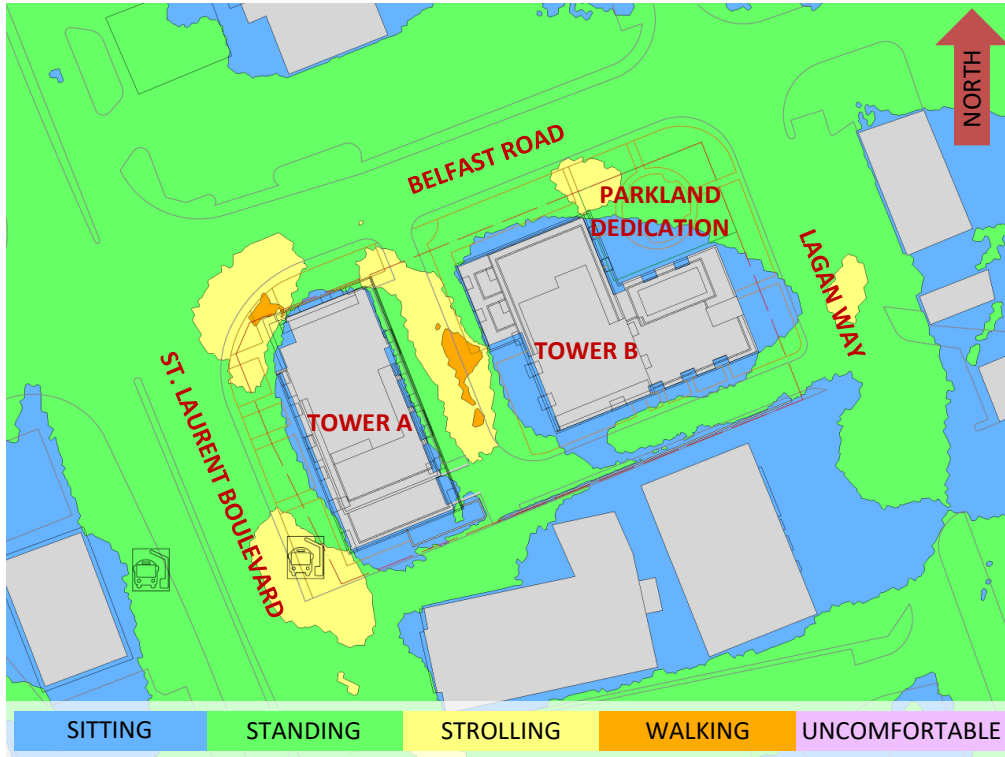 NORTH
BELFAST ROAD
PARKLAND
DEDICATION
LAGAN WAY
TOWER B
ST. LAURENT BOULEVARD
TOWER A
SITTING
STANDING
STROLLING
WALKING
UNCOMFORTABLE